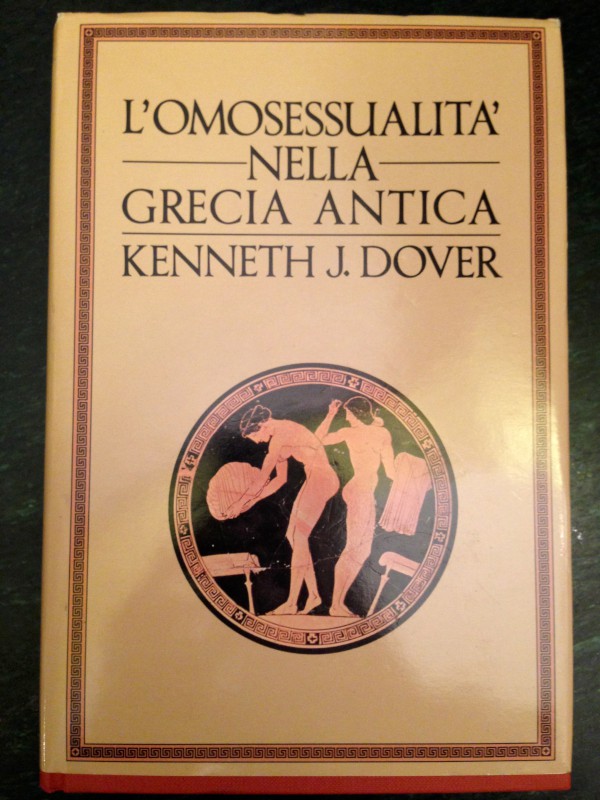 L'OMOSESSUALITA'
NELLA
GRECIA ANTICA
KENNETH J. DOVER